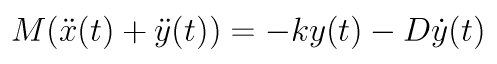 M(ẍ(t) + ÿ(t)) = −ky(t) − Dẏ(t)